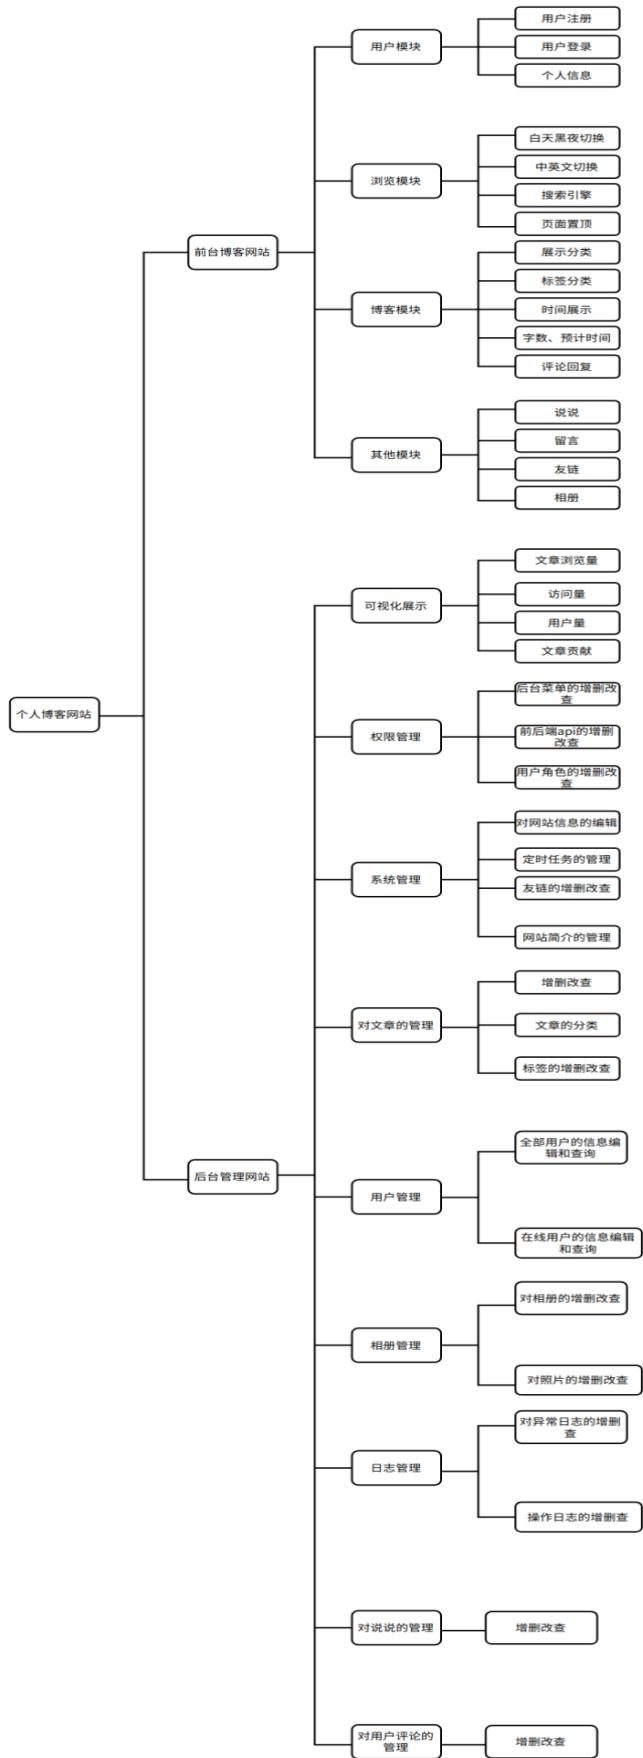 个人博客网站
前台博客网站
用户模块
用户注册
用户登录
个人信息
浏览模块
白天黑夜切换
中英文切换
搜索引擎
页面置顶
博客模块
展示分类
标签分类
时间展示
字数、预计时间
评论回复
其他模块
说说
留言
友链
相册
后台管理网站
可视化展示
文章浏览量
访问量
用户量
文章贡献
权限管理
后台菜单的增删改
查
前后端api的增删
改查
用户角色的增删改
查
系统管理
对网站信息的编辑
定时任务的管理
友链的增删改查
网站简介的管理
对文章的管理
增删改查
文章的分类
标签的增删改查
用户管理
全部用户的信息编
辑和查询
在线用户的信息编辑
和查询
相册管理
对相册的增删改查
对照片的增删改查
日志管理
对异常日志的增删
查
操作日志的增删查
对说说的管理
增删改查
对用户评论的
管理
增删改查